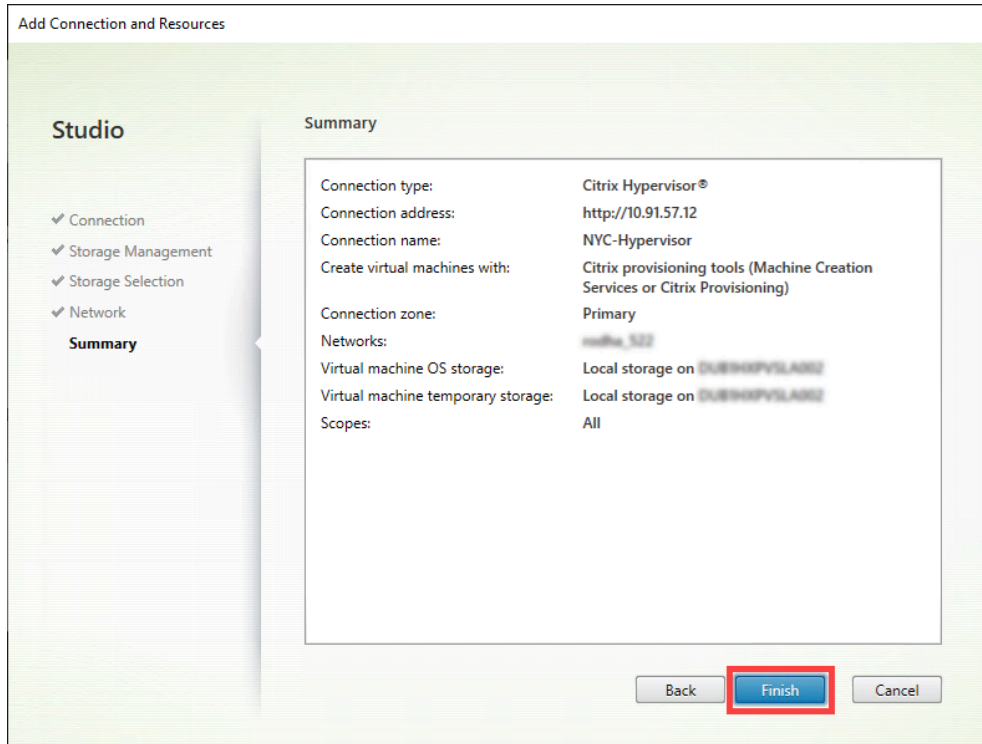 Add Connection and Resources
Studio
Connection
Storage Management
Storage Selection
Network
Summary
Summary
Connection type: Citrix Hypervisor®
Connection address: http://10.91.57.12
Connection name: NYC-Hypervisor
Create virtual machines with: Citrix provisioning tools (Machine Creation
Services or Citrix Provisioning)
Connection zone: Primary
Networks:
Virtual machine OS storage: Local storage on
Virtual machine temporary storage: Local storage on
Scopes: All
Back Finish Cancel